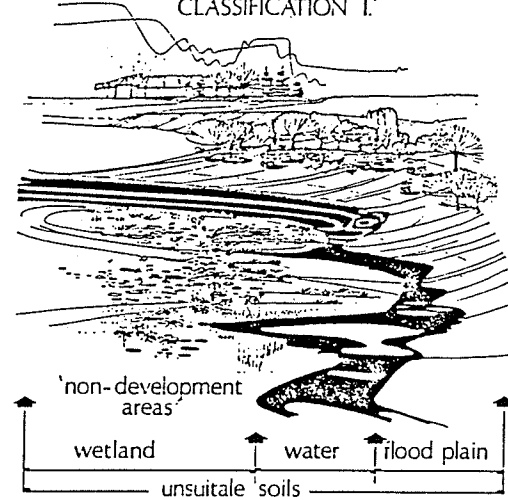 CLASSIFICATION I.
'non-development
areas'
wetland
water
flood plain
unsuitale soils